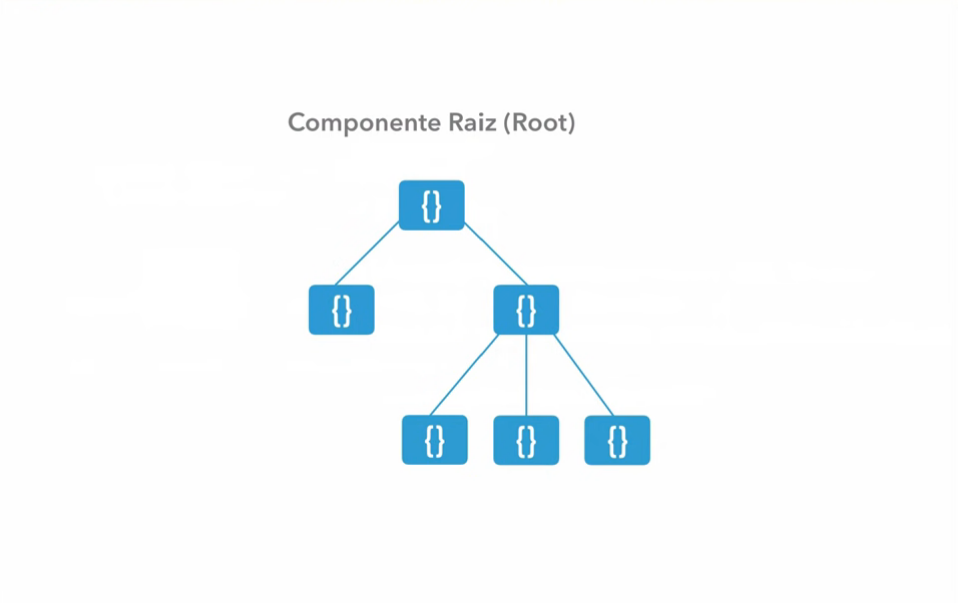 Componente Raiz (Root)
{}
{} {}
{} {} {}